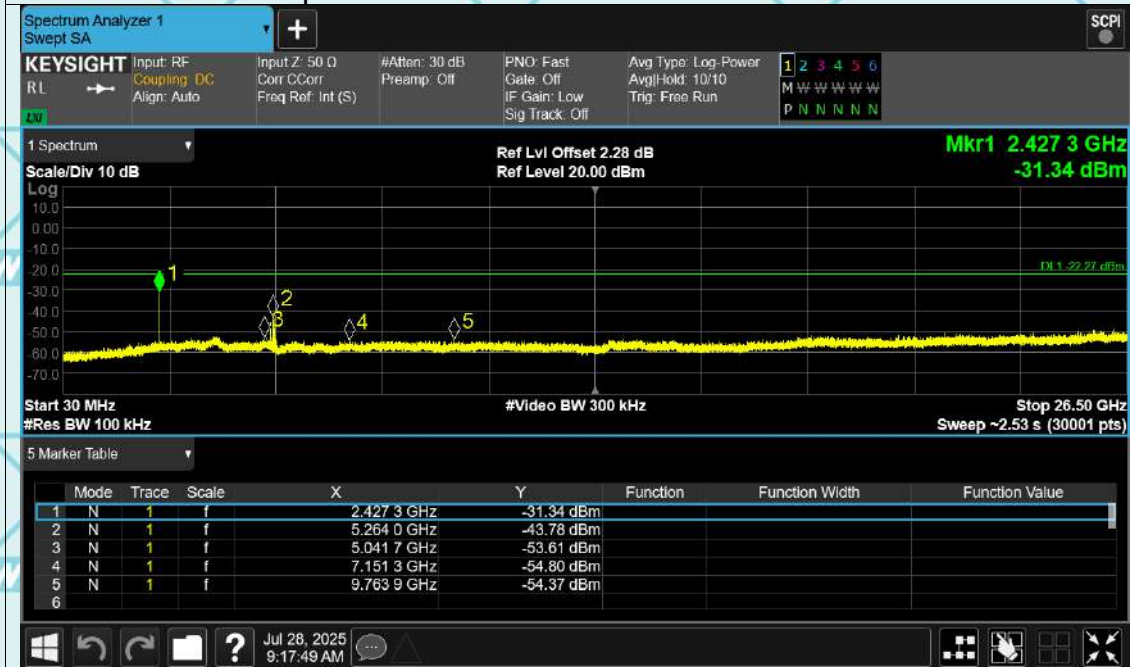 Spectrum Analyzer 1
Swept SA
+
SCPI
KEYSIGHT
RL
LXI
Input: RF
Coupling: DC
Align: Auto
Input Z: 50 Ω
Corr CCorr
Freq Ref: Int (S)
#Atten: 30 dB
Preamp: Off
PNO: Fast
Gate: Off
IF Gain: Low
Sig Track: Off
Avg Type: Log-Power
Avg|Hold: 10/10
Trig: Free Run
1 2 3 4 5 6
M W W W W W
P N N N N N
1 Spectrum
Scale/Div 10 dB
Ref Lvl Offset 2.28 dB
Ref Level 20.00 dBm
Mkr1 2.427 3 GHz
-31.34 dBm
Log
10.0
0.00
-10.0
-20.0
-30.0
-40.0
-50.0
-60.0
-70.0
DL1 -22.27 dBm
1
2
3
4
5
Start 30 MHz
#Res BW 100 kHz
#Video BW 300 kHz
Stop 26.50 GHz
Sweep ~2.53 s (30001 pts)
5 Marker Table
Mode Trace Scale X Y Function Function Width Function Value
1 N 1 f 2.427 3 GHz -31.34 dBm
2 N 1 f 5.264 0 GHz -43.78 dBm
3 N 1 f 5.041 7 GHz -53.61 dBm
4 N 1 f 7.151 3 GHz -54.80 dBm
5 N 1 f 9.763 9 GHz -54.37 dBm
6
?
Jul 28, 2025
9:17:49 AM